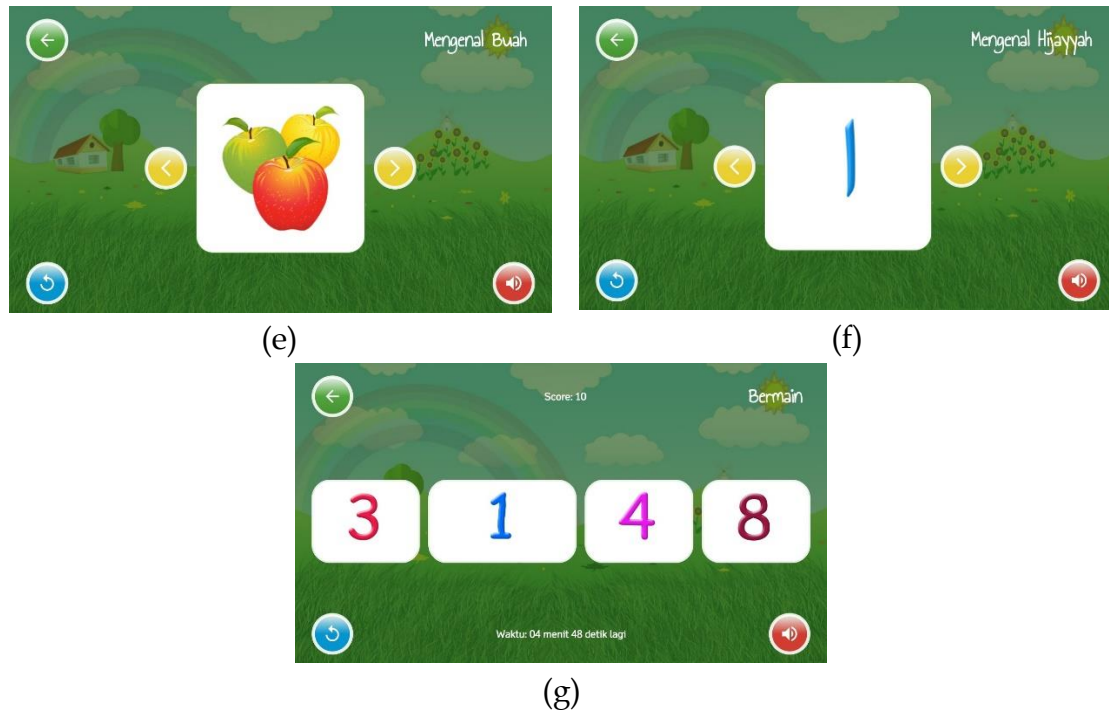 Mengenal Buah
Mengenal Hijayyah
ا
(e)
(f)
Score: 10
Bermain
3 1 4 8
Waktu: 04 menit 48 detik lagi
(g)